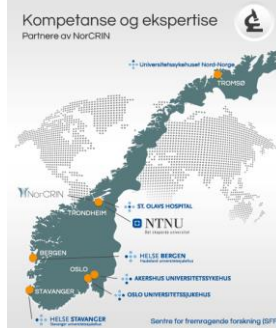 Kompetanse og ekspertise
Partnere av NorCRIN
Universitetssykehuset Nord-Norge
TROMSØ
NorCRIN
ST. OLAVS HOSPITAL
TRONDHEIM
NTNU
BERGEN
HELSE BERGEN
OSLO
AKERSHUS UNIVERSITETSSYKEHUS
STAVANGER
OSLO UNIVERSITETSSYKEHUS
HELSE STAVANGER
Sentre for fremragende forskning (SFF